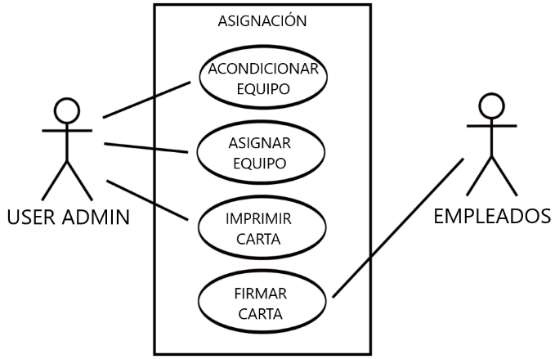 ASIGNACIÓN
ACONDICIONAR
EQUIPO
ASIGNAR
EQUIPO
USER ADMIN
EMPLEADOS
IMPRIMIR
CARTA
FIRMAR
CARTA